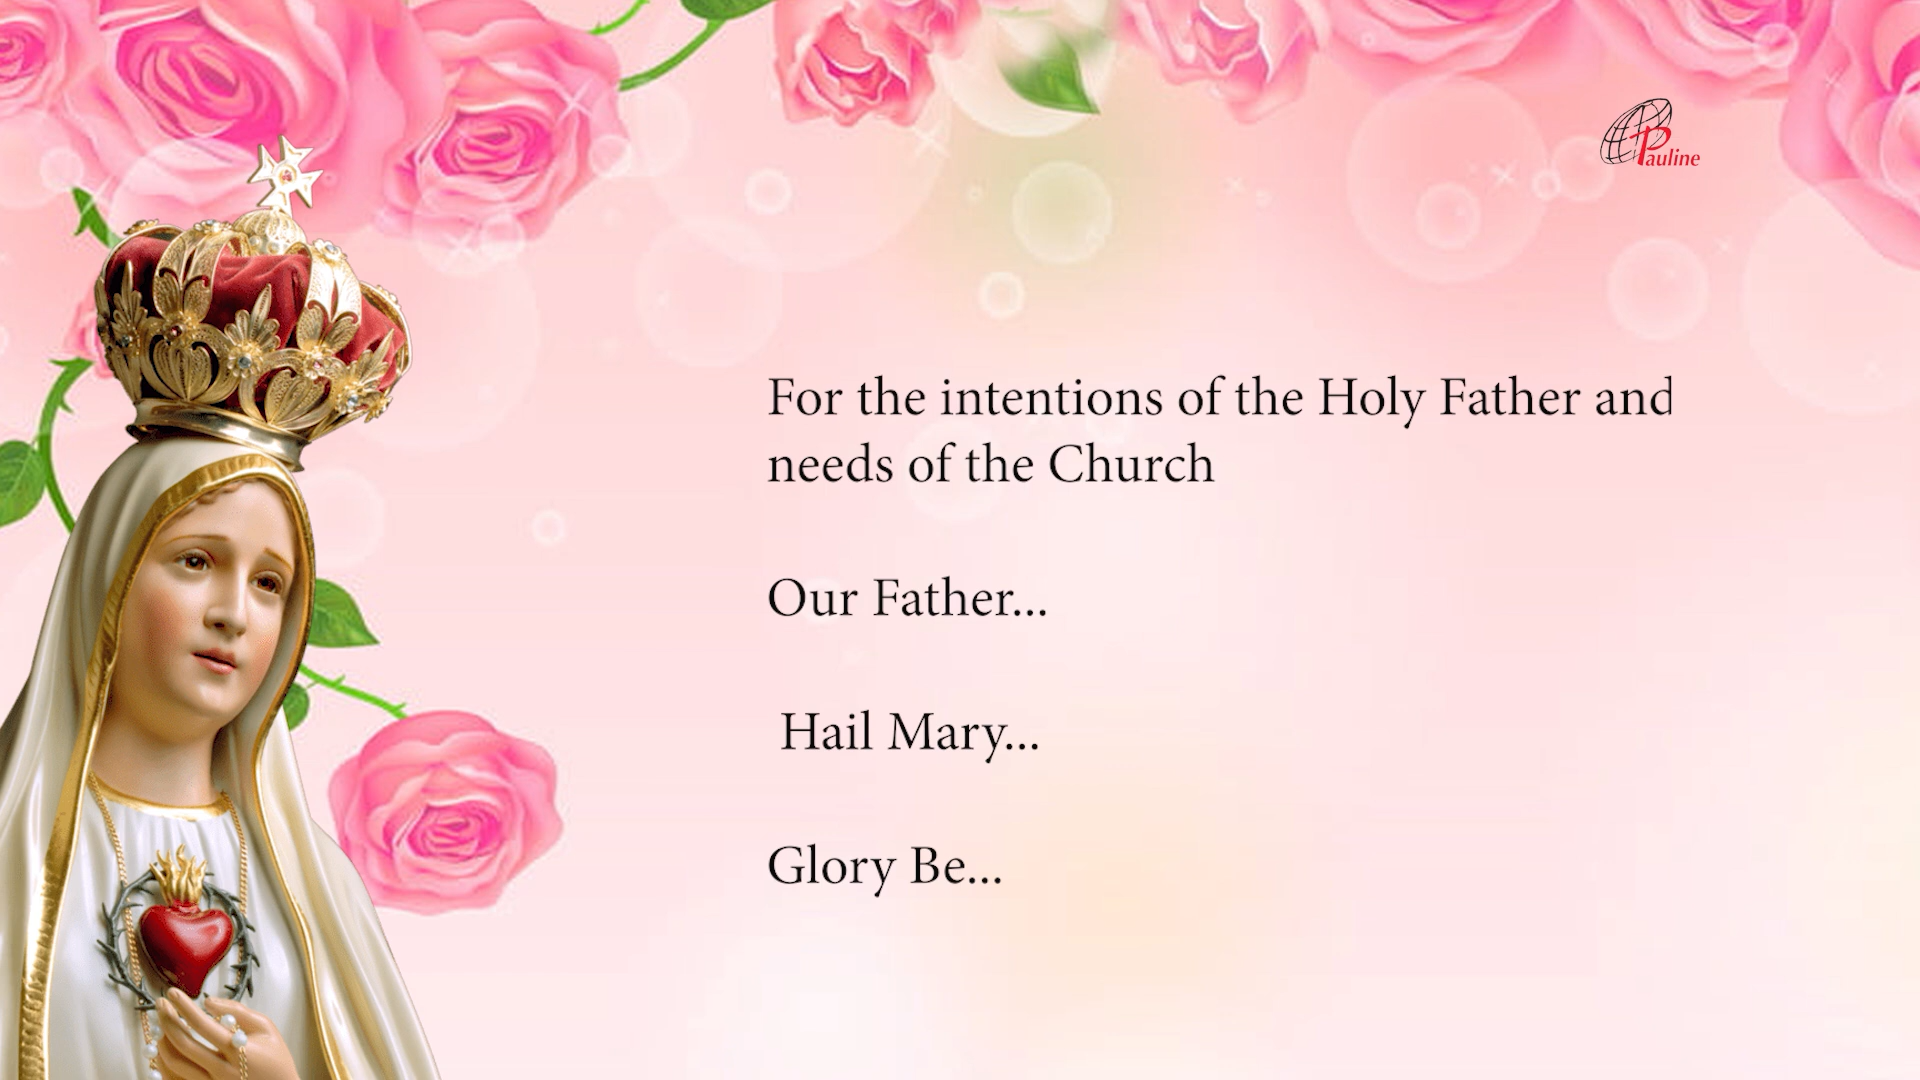 Pauline
For the intentions of the Holy Father and
needs of the Church
Our Father...
Hail Mary...
Glory Be...